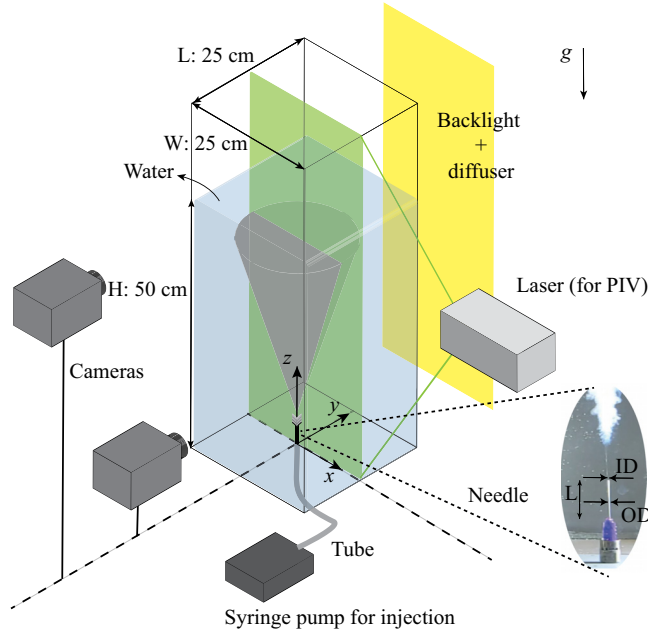 L: 25 cm
g
W: 25 cm
Backlight
+
diffuser
Water
H: 50 cm
Laser (for PIV)
z
Cameras
y
x
ID
L
OD
Needle
Tube
Syringe pump for injection